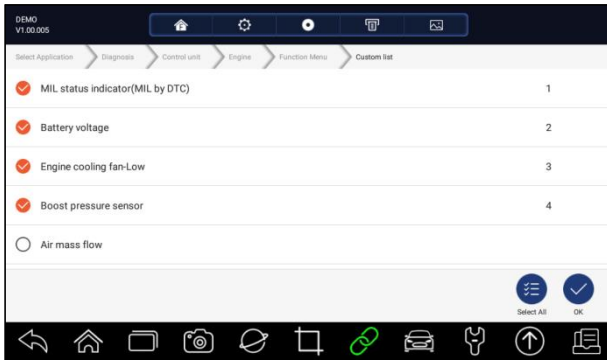 DEMO
V1.00.005
Select Application Diagnosis Control unit Engine Function Menu Custom list
MIL status indicator(MIL by DTC) 1
Battery voltage 2
Engine cooling fan-Low 3
Boost pressure sensor 4
Air mass flow
Select All OK